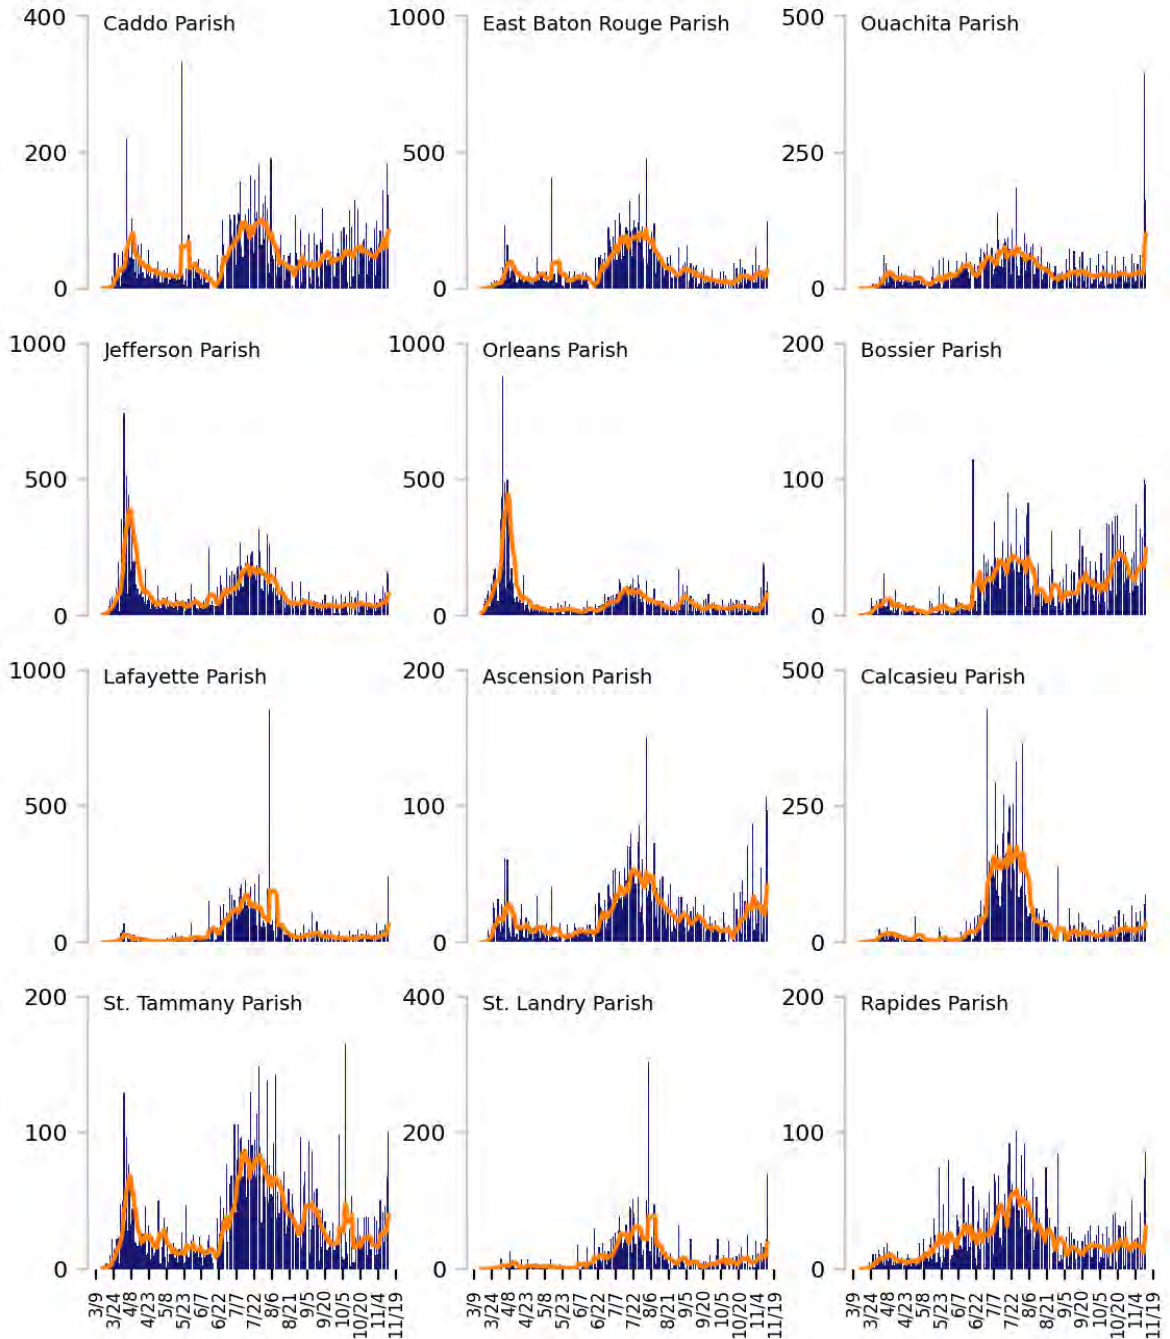 400 Caddo Parish 1000 East Baton Rouge Parish 500 Ouachita Parish
300
200 500 250
100
0 0 0
1000 Jefferson Parish 1000 Orleans Parish 200 Bossier Parish
500 500 100
0 0 0
1000 Lafayette Parish 200 Ascension Parish 500 Calcasieu Parish
500 100 250
0 0 0
200 St. Tammany Parish 400 St. Landry Parish 200 Rapides Parish
100 200 100
0 0 0
3/9 3/24 4/8 4/23 5/8 5/23 6/7 6/22 7/7 7/22 8/6 8/21 9/5 9/20 10/5 10/20 11/4 11/19 3/9 3/24 4/8 4/23 5/8 5/23 6/7 6/22 7/7 7/22 8/6 8/21 9/5 9/20 10/5 10/20 11/4 11/19 3/9 3/24 4/8 4/23 5/8 5/23 6/7 6/22 7/7 7/22 8/6 8/21 9/5 9/20 10/5 10/20 11/4 11/19